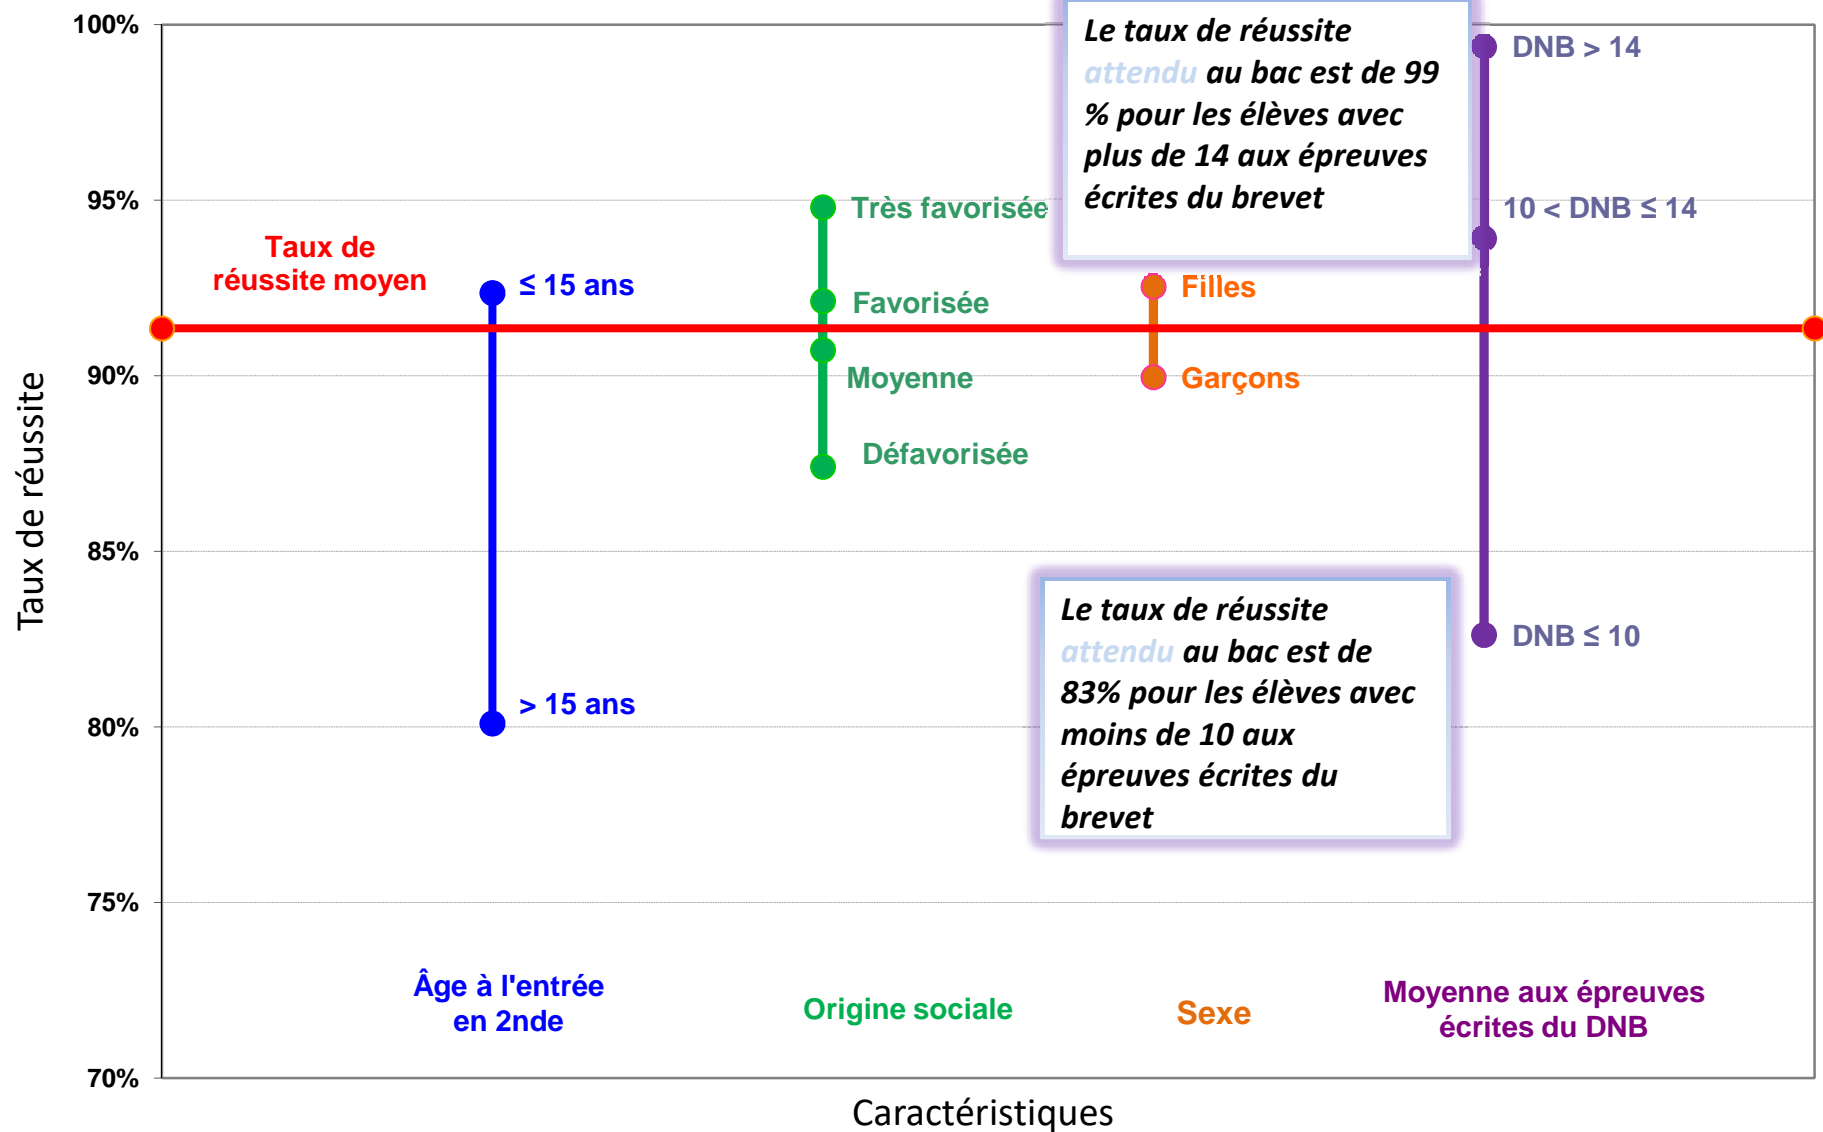 100%
95%
90%
85%
80%
75%
70%
Taux de réussite
Taux de
réussite moyen
≤ 15 ans
> 15 ans
Très favorisée
Favorisée
Moyenne
Défavorisée
Le taux de réussite
attendu au bac est de 99
% pour les élèves avec
plus de 14 aux épreuves
écrites du brevet
Filles
Garçons
DNB > 14
10 < DNB ≤ 14
DNB ≤ 10
Le taux de réussite
attendu au bac est de
83% pour les élèves avec
moins de 10 aux
épreuves écrites du
brevet
Âge à l'entrée
en 2nde
Origine sociale
Sexe
Moyenne aux épreuves
écrites du DNB
Caractéristiques